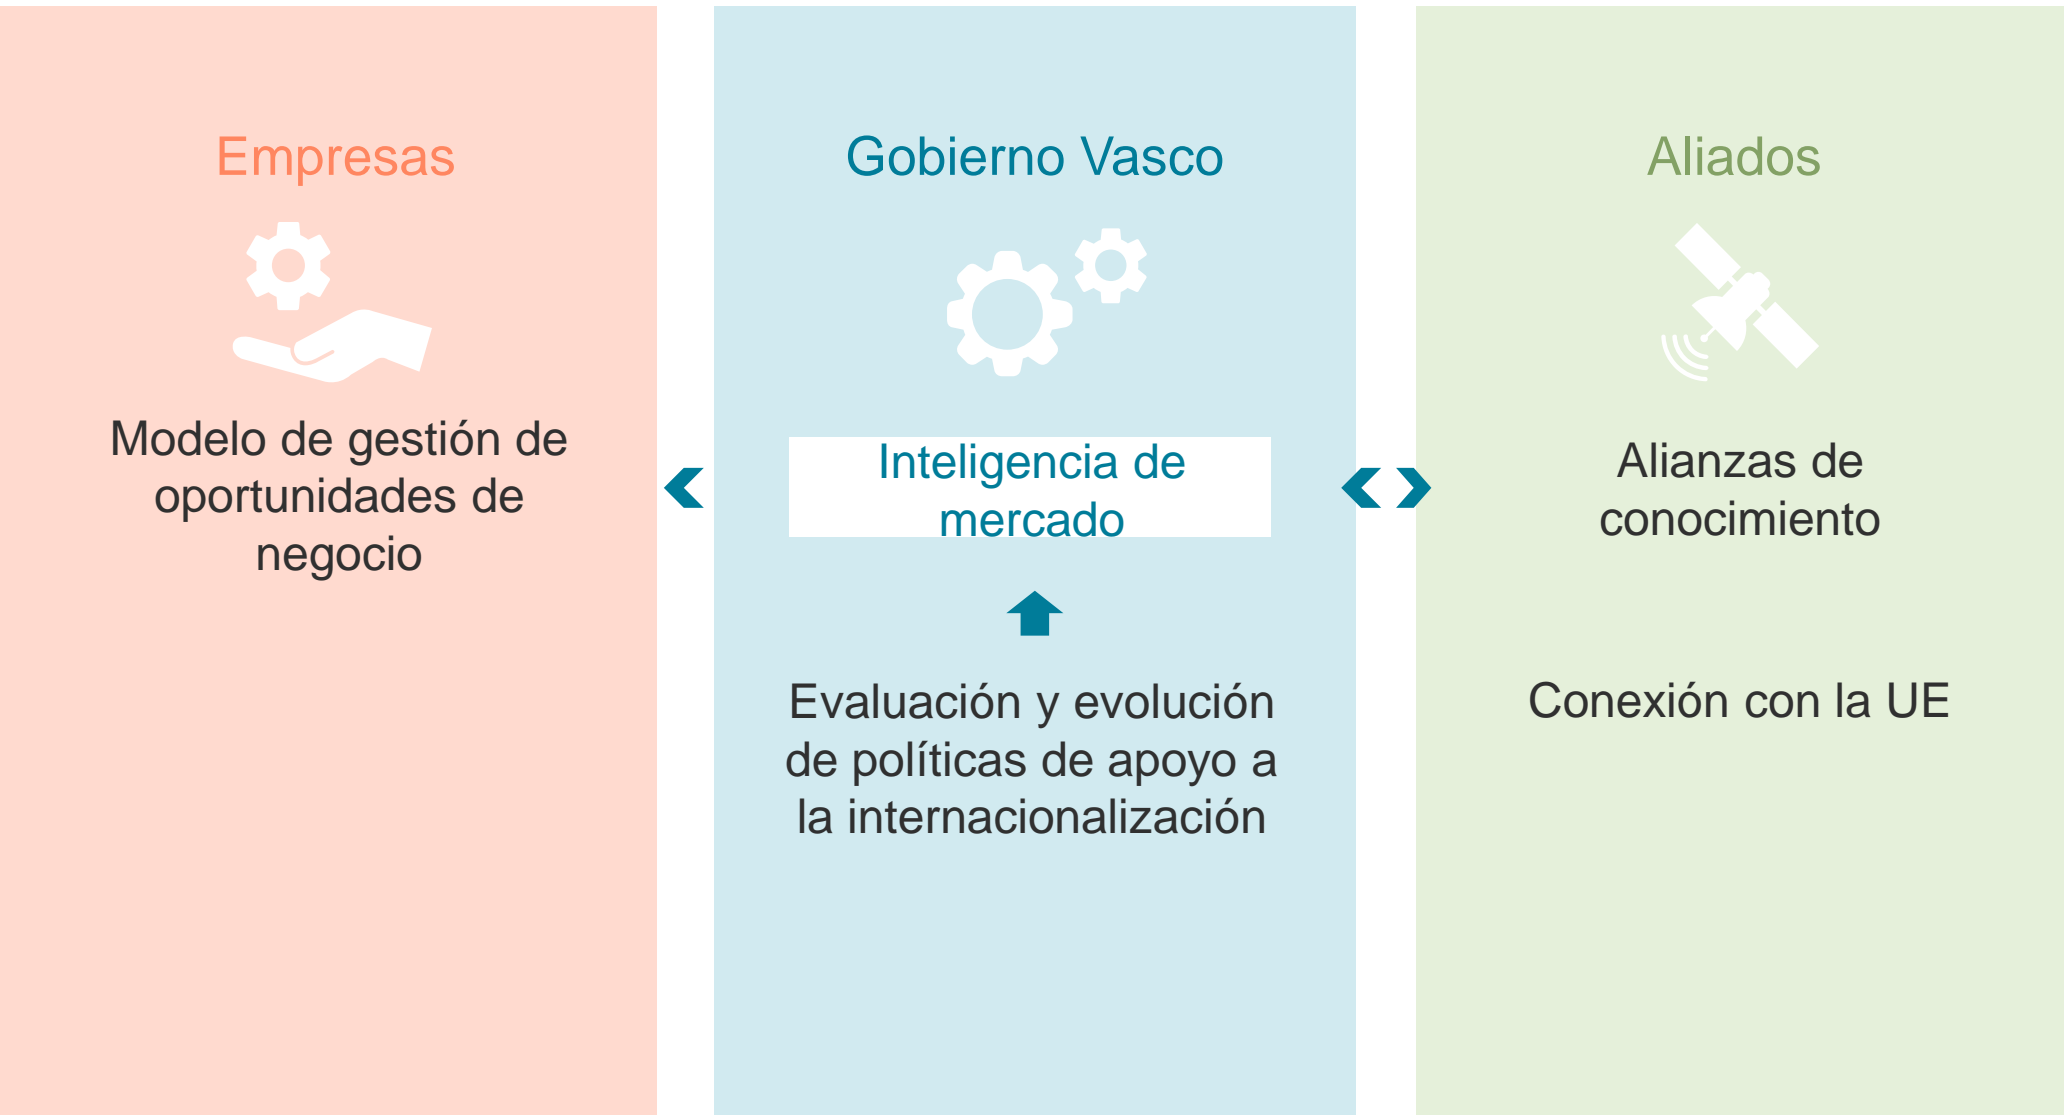 Empresas
Modelo de gestión de
oportunidades de
negocio
Gobierno Vasco
Inteligencia de
mercado
Evaluación y evolución
de políticas de apoyo a
la internacionalización
Aliados
Alianzas de
conocimiento
Conexión con la UE